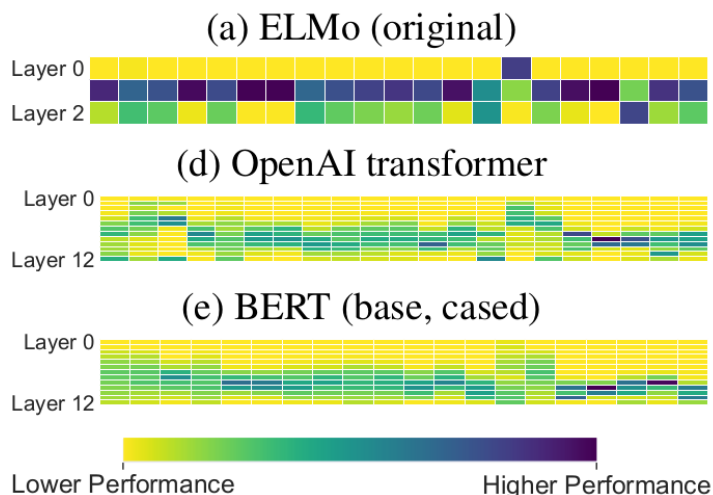 (a) ELMo (original)
Layer 0
Layer 2
(d) OpenAI transformer
Layer 0
Layer 12
(e) BERT (base, cased)
Layer 0
Layer 12
Lower Performance Higher Performance